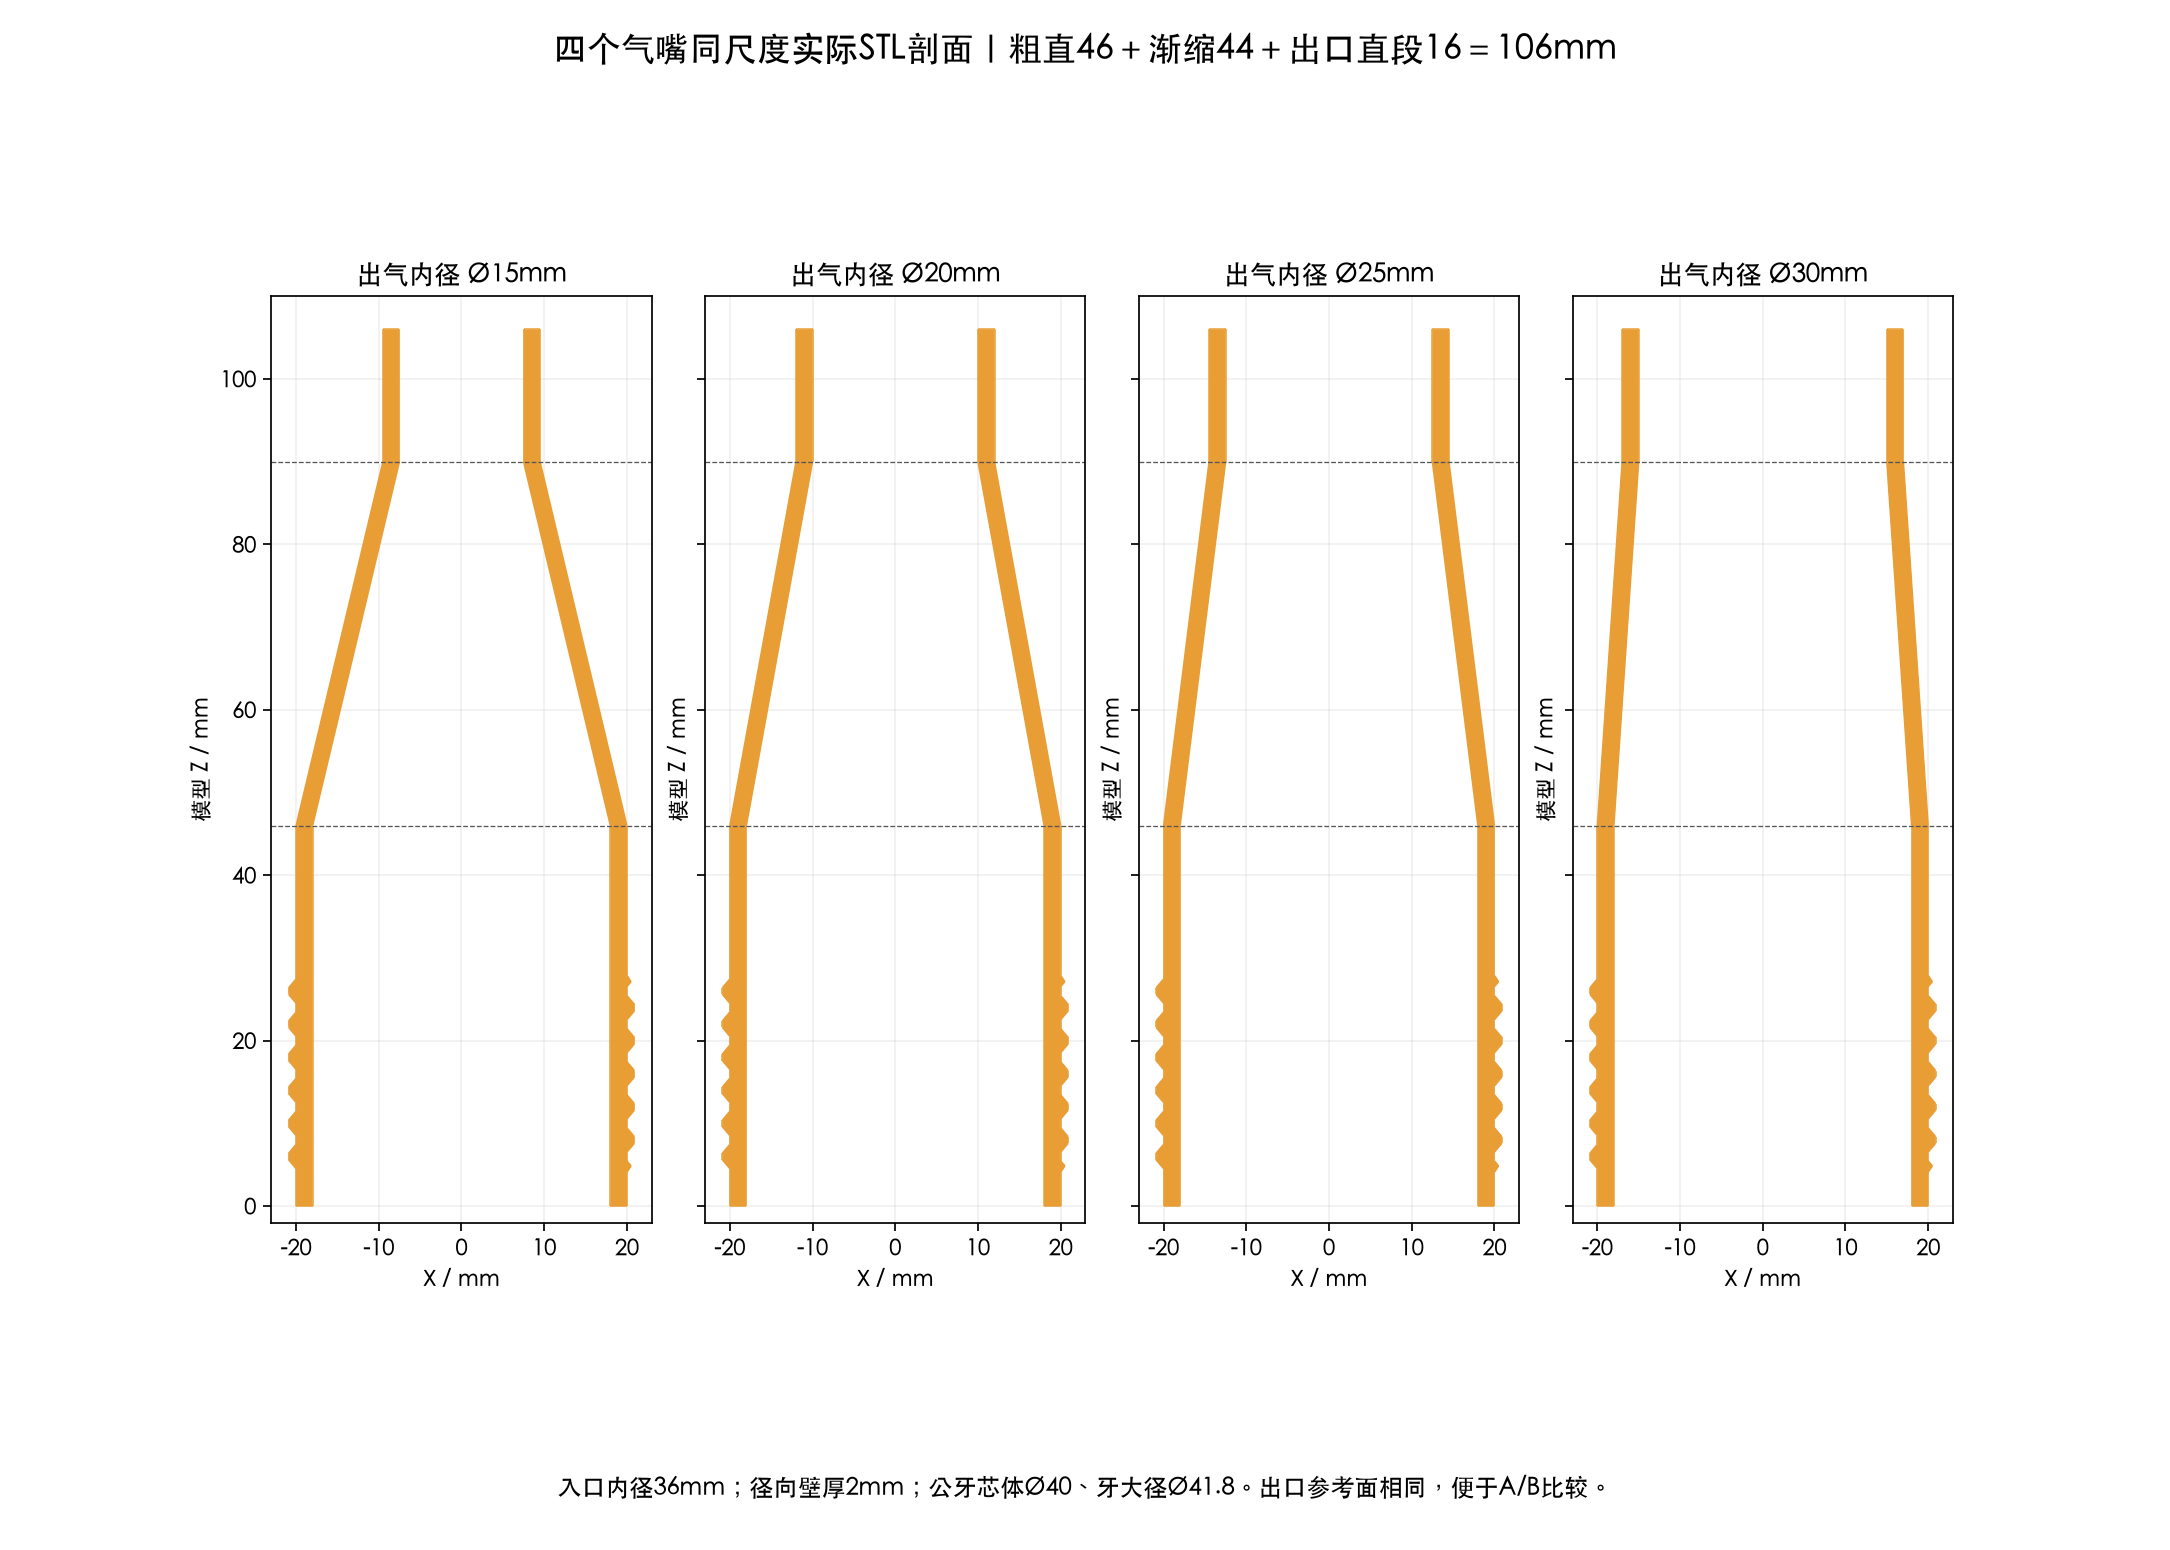 四个气嘴同尺度实际STL剖面丨粗直46＋渐缩44＋出口直段16＝106mm
出气内径 Ø15mm
出气内径 Ø20mm
出气内径 Ø25mm
出气内径 Ø30mm
模型 Z / mm
100
80
60
40
20
0
-20 -10 0 10 20
X / mm
模型 Z / mm
-20 -10 0 10 20
X / mm
模型 Z / mm
-20 -10 0 10 20
X / mm
模型 Z / mm
-20 -10 0 10 20
X / mm
入口内径36mm；径向壁厚2mm；公牙芯体Ø40、牙大径Ø41.8。出口参考面相同，便于A/B比较。